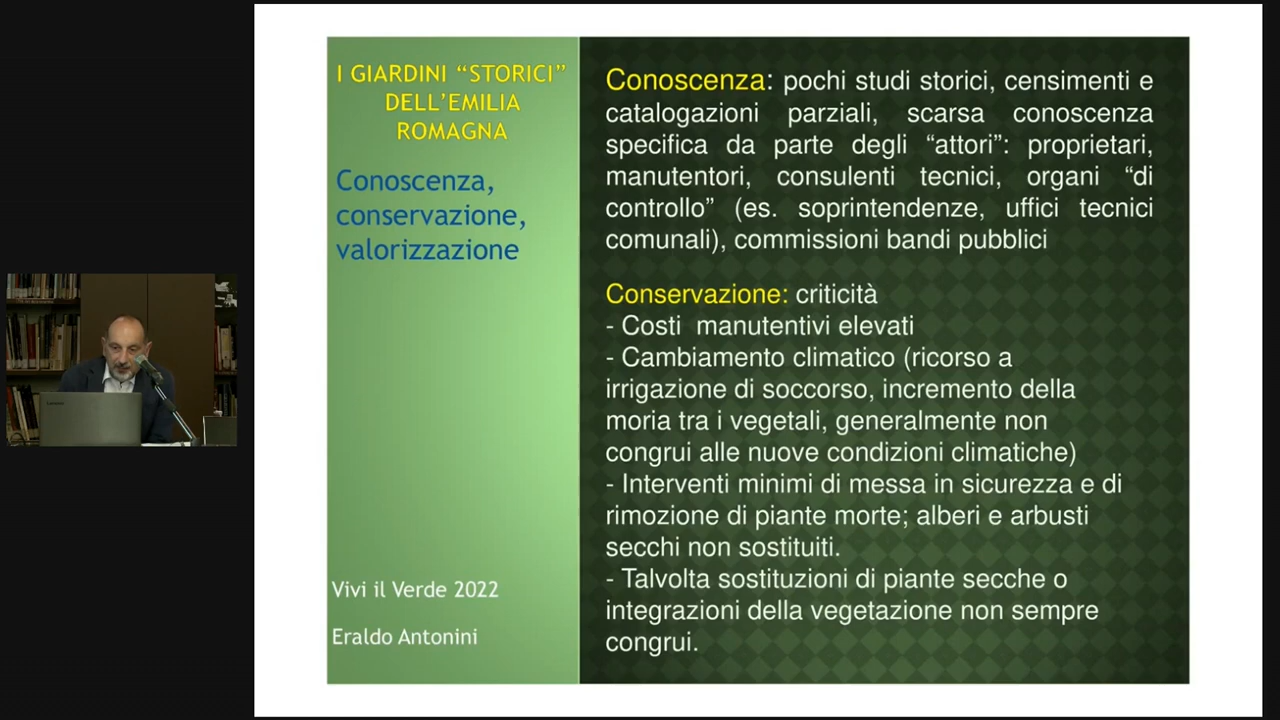 I GIARDINI “STORICI”
DELL’EMILIA
ROMAGNA
Conoscenza,
conservazione,
valorizzazione
Vivi il Verde 2022
Eraldo Antonini
Conoscenza: pochi studi storici, censimenti e
catalogazioni parziali, scarsa conoscenza
specifica da parte degli “attori”: proprietari,
manutentori, consulenti tecnici, organi “di
controllo” (es. soprintendenze, uffici tecnici
comunali), commissioni bandi pubblici
Conservazione: criticità
- Costi manutentivi elevati
- Cambiamento climatico (ricorso a
irrigazione di soccorso, incremento della
moria tra i vegetali, generalmente non
congrui alle nuove condizioni climatiche)
- Interventi minimi di messa in sicurezza e di
rimozione di piante morte; alberi e arbusti
secchi non sostituiti.
- Talvolta sostituzioni di piante secche o
integrazioni della vegetazione non sempre
congrui.